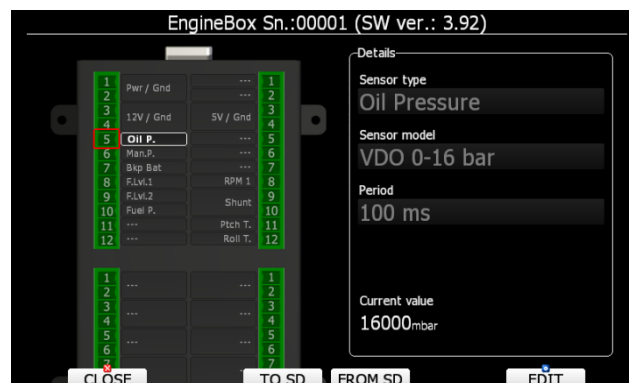 EngineBox Sn.:00001 (SW ver.: 3.92)
1 Pwr / Gnd --- 1
2 --- 2
3 12V / Gnd 5V / Gnd 3
4 4
5 Oil P. --- 5
6 Man.P. --- 6
7 Bkp Bat --- 7
8 F.Lvl.1 RPM 1 8
9 F.Lvl.2 Shunt 9
10 Fuel P. 10
11 --- Ptch T. 11
12 --- Roll T. 12
1 --- --- 1
2 2
3 --- --- 3
4 4
5 --- --- 5
6 6
7 --- --- 7
Details
Sensor type
Oil Pressure
Sensor model
VDO 0-16 bar
Period
100 ms
Current value
16000mbar
CLOSE TO SD FROM SD EDIT